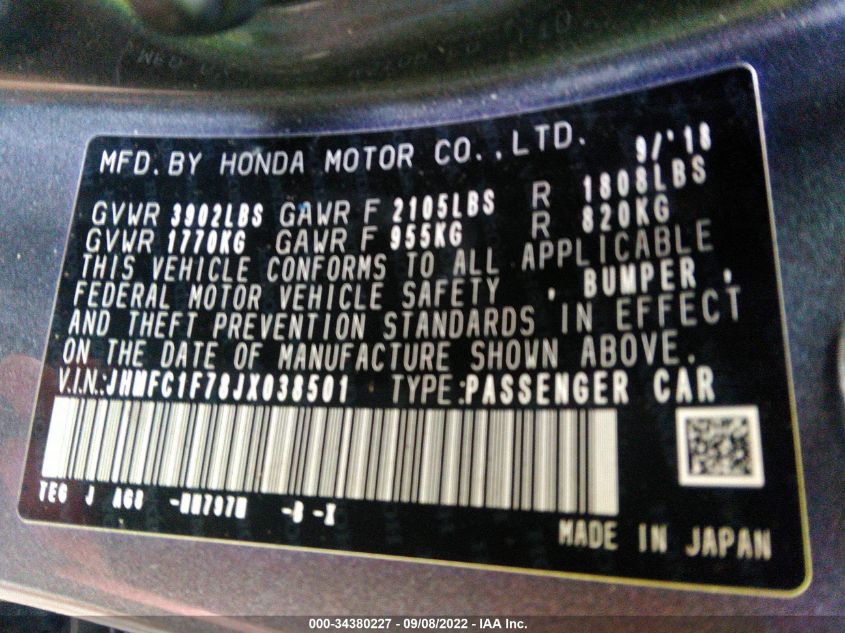 MFD. BY HONDA MOTOR CO., LTD. 9/'18
GVWR 3902LBS GAWR F 2105LBS R 1808LBS
GVWR 1770KG GAWR F 955KG R 820KG
THIS VEHICLE CONFORMS TO ALL APPLICABLE
FEDERAL MOTOR VEHICLE SAFETY , BUMPER ,
AND THEFT PREVENTION STANDARDS IN EFFECT
ON THE DATE OF MANUFACTURE SHOWN ABOVE.
V.I.N.:JHMFC1F78JX038501 TYPE:PASSENGER CAR
TEG J -B -X
MADE IN JAPAN
000-34380227 - 09/08/2022 - IAA Inc.